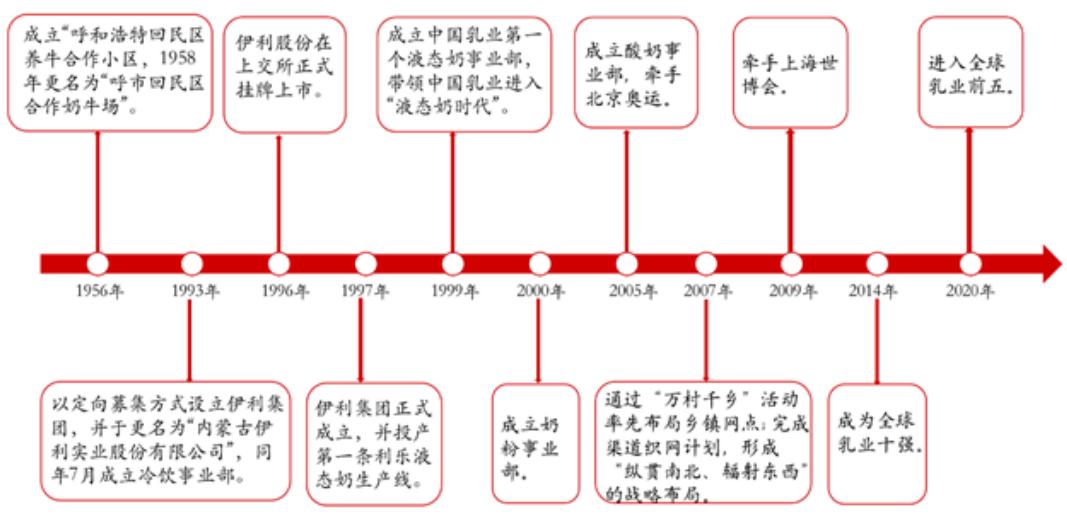 成立“呼和浩特回民区
养牛合作小区，1958
年更名为“呼市回民区
合作奶牛场”。
伊利股份在
上交所正式
挂牌上市。
成立中国乳业第一
个液态奶事业部，
带领中国乳业进入
“液态奶时代”。
成立酸奶事
业部，牵手
北京奥运。
牵手上海世
博会。
进入全球
乳业前五。
1956年
1993年
1996年
1997年
1999年
2000年
2005年
2007年
2009年
2014年
2020年
以定向募集方式设立伊利集
团，并于更名为“内蒙古伊
利实业股份有限公司”，同
年7月成立冷饮事业部。
伊利集团正式
成立，并投产
第一条利乐液
态奶生产线。
成立奶
粉事业
部。
通过“万村千乡”活动
率先布局乡镇网点；完成
渠道织网计划，形成
“纵贯南北、辐射东西”
的战略布局。
成为全球
乳业十强。